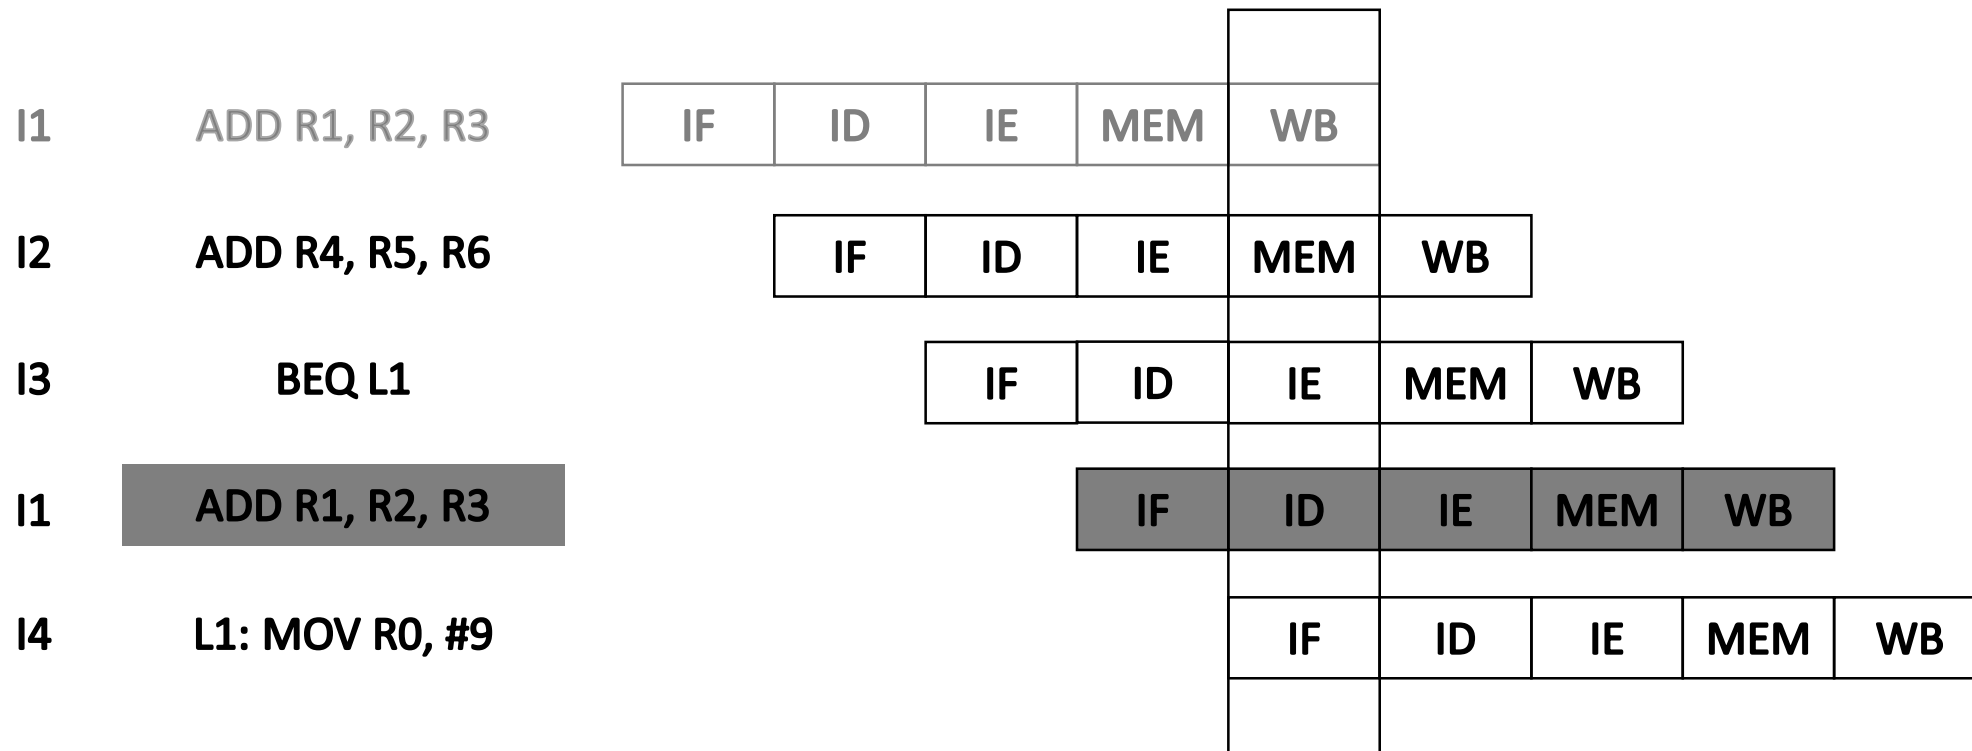 I1 ADD R1, R2, R3 IF ID IE MEM WB
I2 ADD R4, R5, R6 IF ID IE MEM WB
I3 BEQ L1 IF ID IE MEM WB
I1 ADD R1, R2, R3 IF ID IE MEM WB
I4 L1: MOV R0, #9 IF ID IE MEM WB